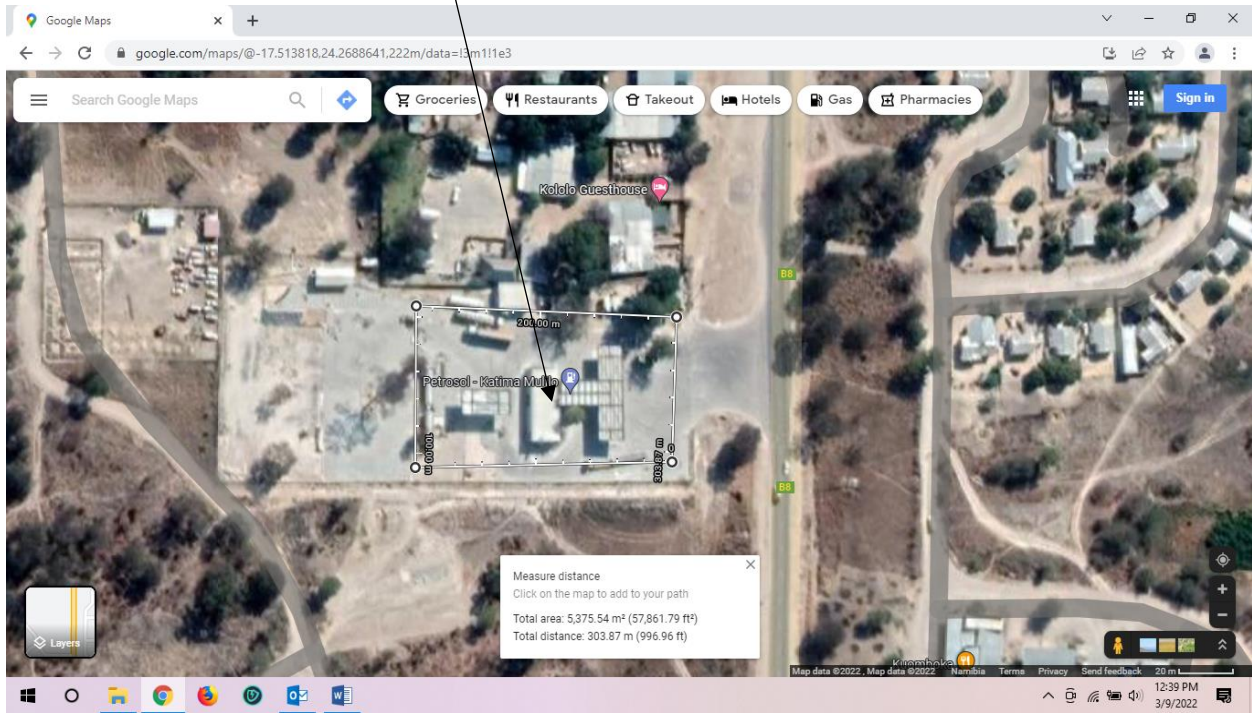 Google Maps
google.com/maps/@-17.513818,24.2688641,222m/data=!3m1!1e3
Search Google Maps
Groceries
Restaurants
Takeout
Hotels
Gas
Pharmacies
Sign in
Kololo Guesthouse
B8
200.00 m
Petrosol - Katima Mulilo
100.00 m
303.87 m
0
B8
Measure distance
Click on the map to add to your path
Total area: 5,375.54 m² (57,861.79 ft²)
Total distance: 303.87 m (996.96 ft)
Layers
Kuomboka
Map data ©2022 , Map data ©2022 Namibia Terms Privacy Send feedback 20 m
12:39 PM
3/9/2022